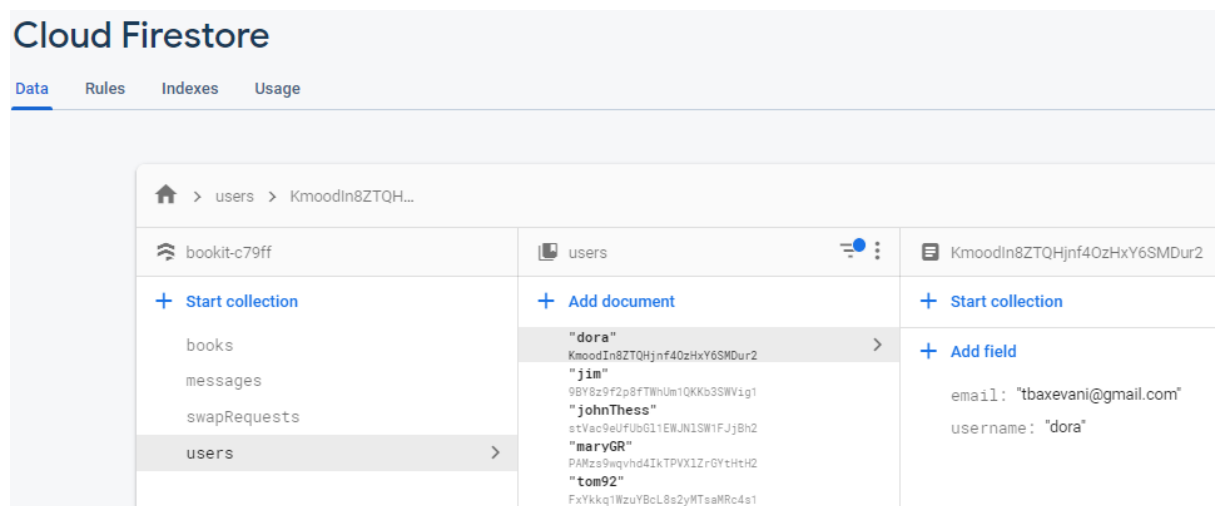 Cloud Firestore
Data Rules Indexes Usage
users KmoodIn8ZTQH...
bookit-c79ff
Start collection
books
messages
swapRequests
users
users
Add document
"dora"
KmoodIn8ZTQHjnf4OzHxY6SMDur2
"jim"
9BY8z9f2p8fTWhUm1QKKb3SWVig1
"johnThess"
stVac9eUfUbGl1EWJNlSW1FJjBh2
"maryGR"
PAMzs9wqvhd4IkTPVXlZrGYtHtH2
"tom92"
FxYkkq1WzuYBcL8s2yMTsaMRc4s1
KmoodIn8ZTQHjnf4OzHxY6SMDur2
Start collection
Add field
email: "tbaxevani@gmail.com"
username: "dora"